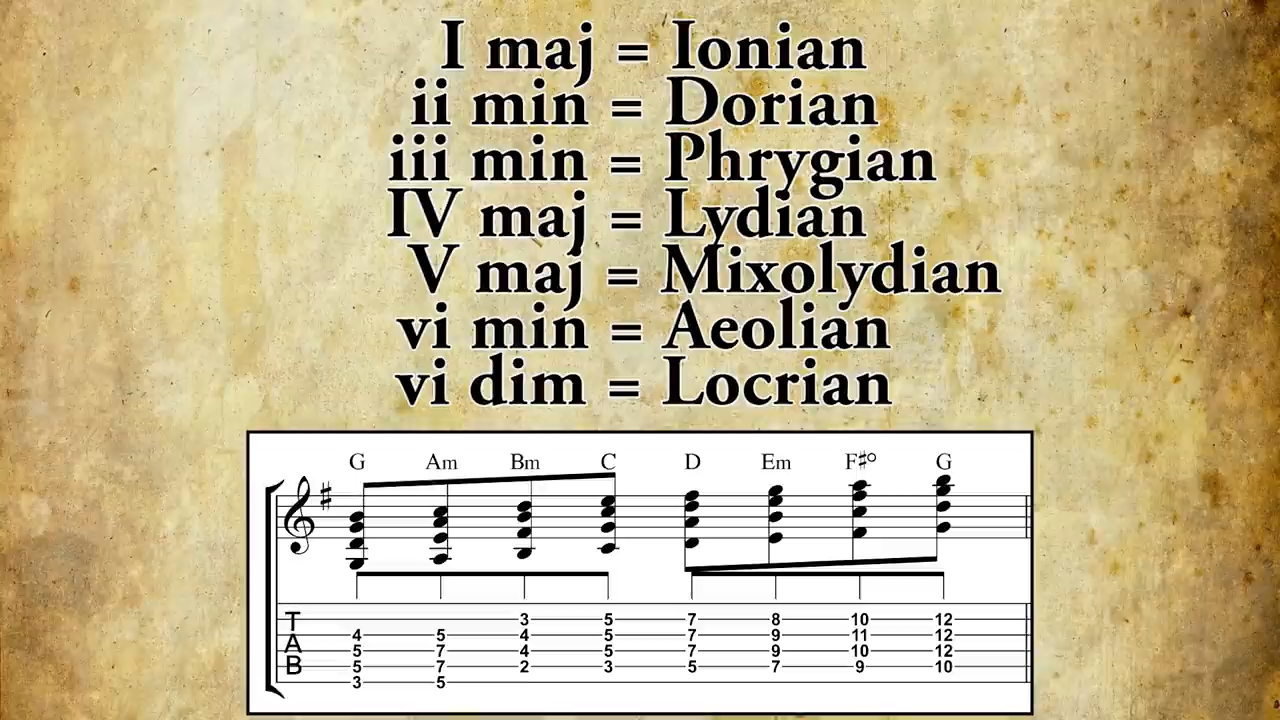 I maj = Ionian
ii min = Dorian
iii min = Phrygian
IV maj = Lydian
V maj = Mixolydian
vi min = Aeolian
vi dim = Locrian
G Am Bm C D Em F#° G
T 3 5 7 8 10 12
4 5 4 5 7 9 11 12
A 5 7 4 5 7 9 10 12
B 5 7 2 3 5 7 9 10
3 5